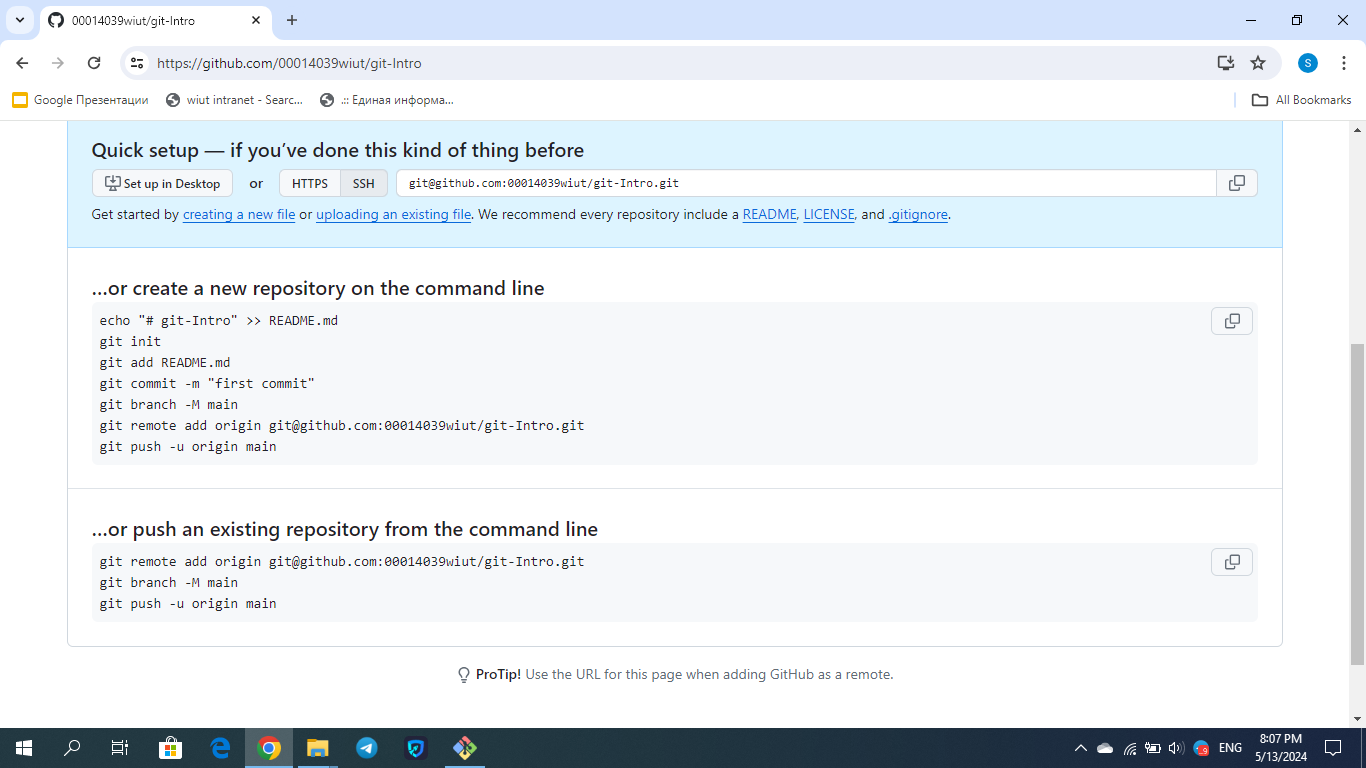 00014039wiut/git-Intro
https://github.com/00014039wiut/git-Intro
S
Google Презентации
wiut intranet - Searc...
.:: Единая информа...
All Bookmarks
Quick setup — if you’ve done this kind of thing before
Set up in Desktop or HTTPS SSH git@github.com:00014039wiut/git-Intro.git
Get started by creating a new file or uploading an existing file. We recommend every repository include a README, LICENSE, and .gitignore.
…or create a new repository on the command line
echo "# git-Intro" >> README.md
git init
git add README.md
git commit -m "first commit"
git branch -M main
git remote add origin git@github.com:00014039wiut/git-Intro.git
git push -u origin main
…or push an existing repository from the command line
git remote add origin git@github.com:00014039wiut/git-Intro.git
git branch -M main
git push -u origin main
ProTip! Use the URL for this page when adding GitHub as a remote.
ENG
8:07 PM
5/13/2024